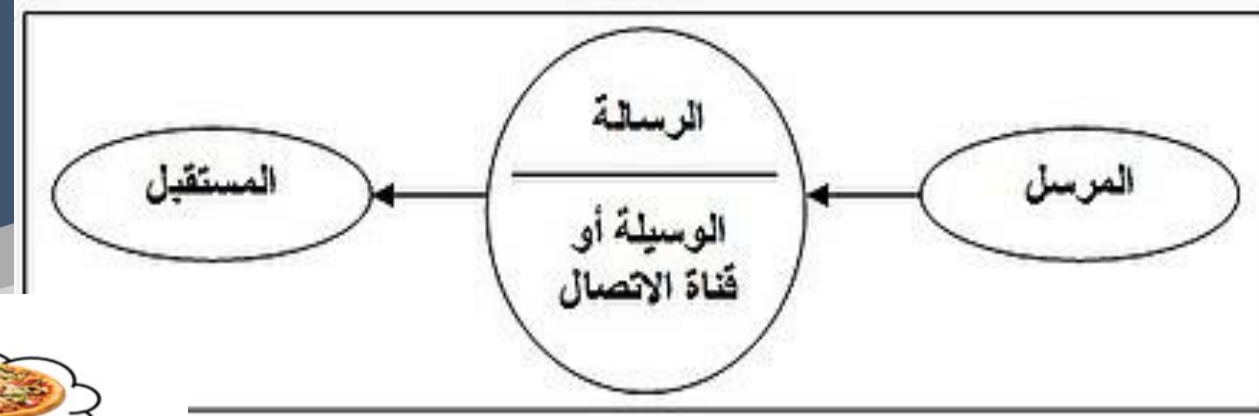 المرسل
الرسالة
الوسيلة أو
قناة الاتصال
المستقبل